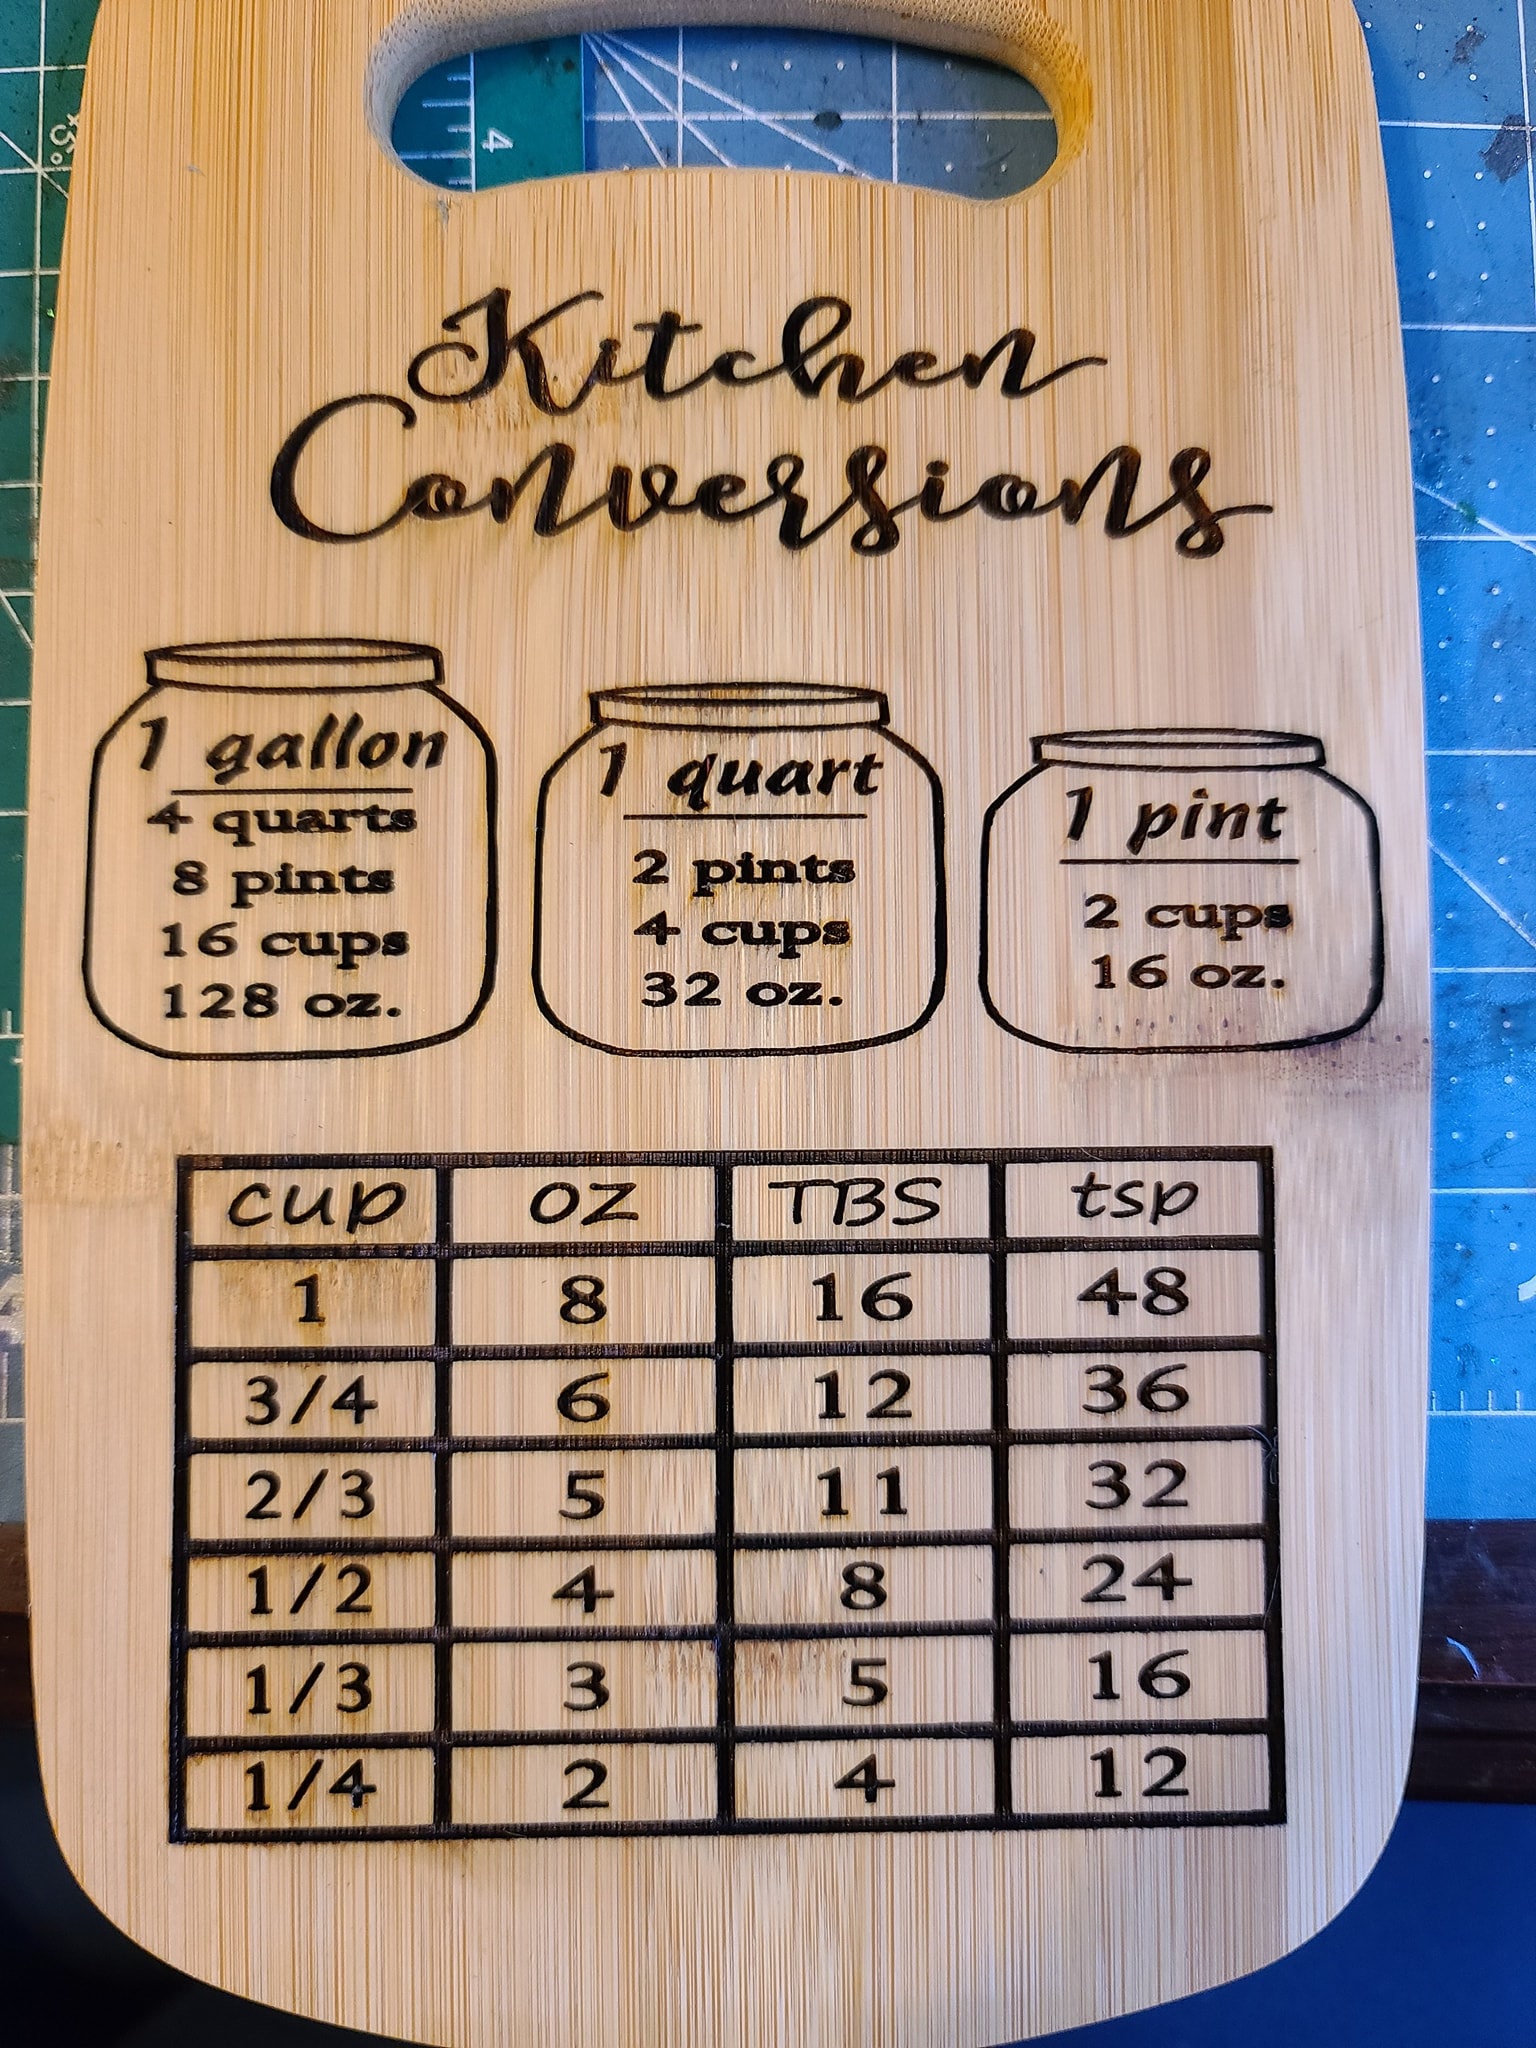 45°
4
Kitchen
Conversions
1 gallon
4 quarts
8 pints
16 cups
128 oz.
1 quart
2 pints
4 cups
32 oz.
1 pint
2 cups
16 oz.
cup oz TBS tsp
1 8 16 48
3/4 6 12 36
2/3 5 11 32
1/2 4 8 24
1/3 3 5 16
1/4 2 4 12